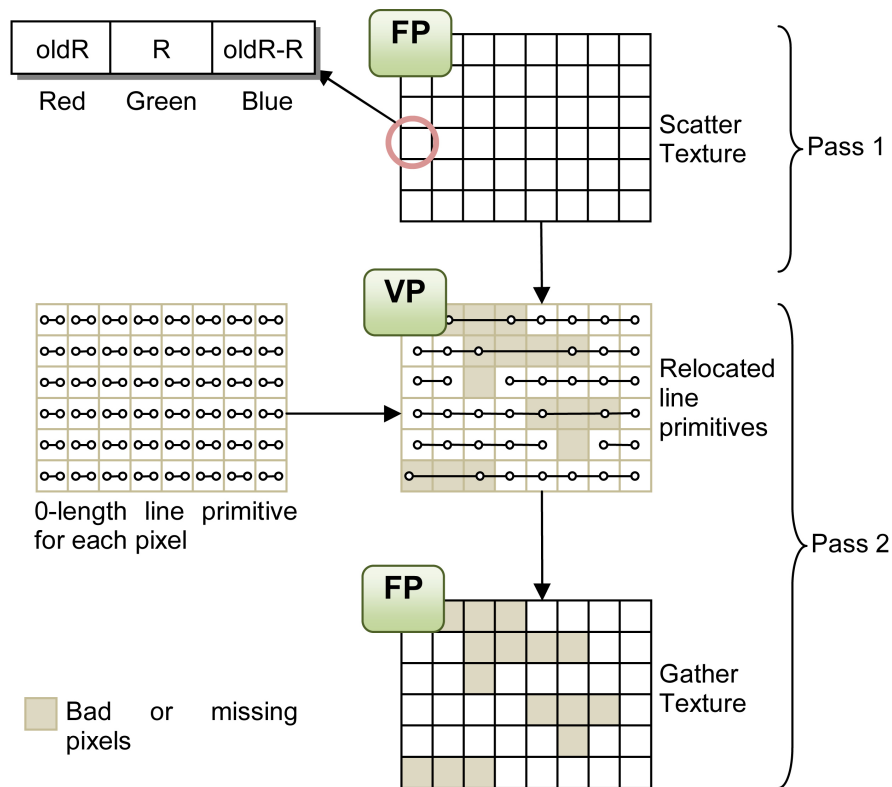 oldR R oldR-R
Red Green Blue
FP
Scatter
Texture
Pass 1
VP
Relocated
line
primitives
0-length line primitive
for each pixel
Pass 2
FP
Gather
Texture
Bad or missing
pixels